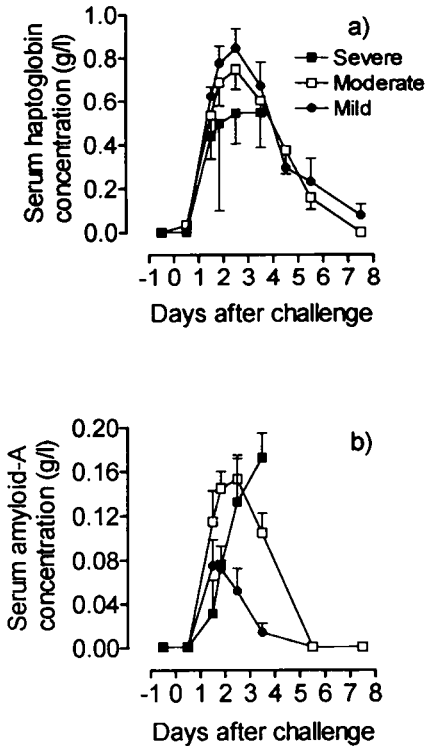 a)
Severe
Moderate
Mild
Serum haptoglobin
concentration (g/l)
1.0
0.8
0.6
0.4
0.2
0.0
-1 0 1 2 3 4 5 6 7 8
Days after challenge
b)
Serum amyloid-A
concentration (g/l)
0.20
0.16
0.12
0.08
0.04
0.00
-1 0 1 2 3 4 5 6 7 8
Days after challenge